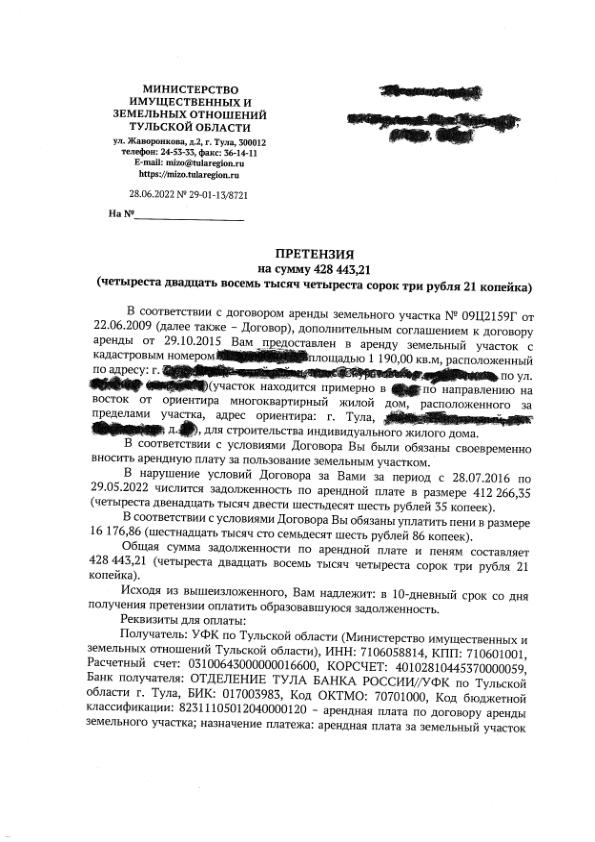 МИНИСТЕРСТВО
ИМУЩЕСТВЕННЫХ И
ЗЕМЕЛЬНЫХ ОТНОШЕНИЙ
ТУЛЬСКОЙ ОБЛАСТИ
ул. Жаворонкова, д.2, г. Тула, 300012
телефон: 24-53-33, факс: 36-14-11
E-mail: mizo@tularegion.ru
https://mizo.tularegion.ru
28.06.2022 № 29-01-13/8721
На №
ПРЕТЕНЗИЯ
на сумму 428 443,21
(четыреста двадцать восемь тысяч четыреста сорок три рубля 21 копейка)
В соответствии с договором аренды земельного участка № 09Ц2159Г от
22.06.2009 (далее также – Договор), дополнительным соглашением к договору
аренды от 29.10.2015 Вам предоставлен в аренду земельный участок с
кадастровым номером площадью 1 190,00 кв.м, расположенный
по адресу: г. по ул.
(участок находится примерно в по направлению на
восток от ориентира многоквартирный жилой дом, расположенного за
пределами участка, адрес ориентира: г. Тула,
д. ), для строительства индивидуального жилого дома.
В соответствии с условиями Договора Вы были обязаны своевременно
вносить арендную плату за пользование земельным участком.
В нарушение условий Договора за Вами за период с 28.07.2016 по
29.05.2022 числится задолженность по арендной плате в размере 412 266,35
(четыреста двенадцать тысяч двести шестьдесят шесть рублей 35 копеек).
В соответствии с условиями Договора Вы обязаны уплатить пени в размере
16 176,86 (шестнадцать тысяч сто семьдесят шесть рублей 86 копеек).
Общая сумма задолженности по арендной плате и пеням составляет
428 443,21 (четыреста двадцать восемь тысяч четыреста сорок три рубля 21
копейка).
Исходя из вышеизложенного, Вам надлежит: в 10-дневный срок со дня
получения претензии оплатить образовавшуюся задолженность.
Реквизиты для оплаты:
Получатель: УФК по Тульской области (Министерство имущественных и
земельных отношений Тульской области), ИНН: 7106058814, КПП: 710601001,
Расчетный счет: 03100643000000016600, КОРСЧЕТ: 40102810445370000059,
Банк получателя: ОТДЕЛЕНИЕ ТУЛА БАНКА РОССИИ//УФК по Тульской
области г. Тула, БИК: 017003983, Код ОКТМО: 70701000, Код бюджетной
классификации: 82311105012040000120 – арендная плата по договору аренды
земельного участка; назначение платежа: арендная плата за земельный участок